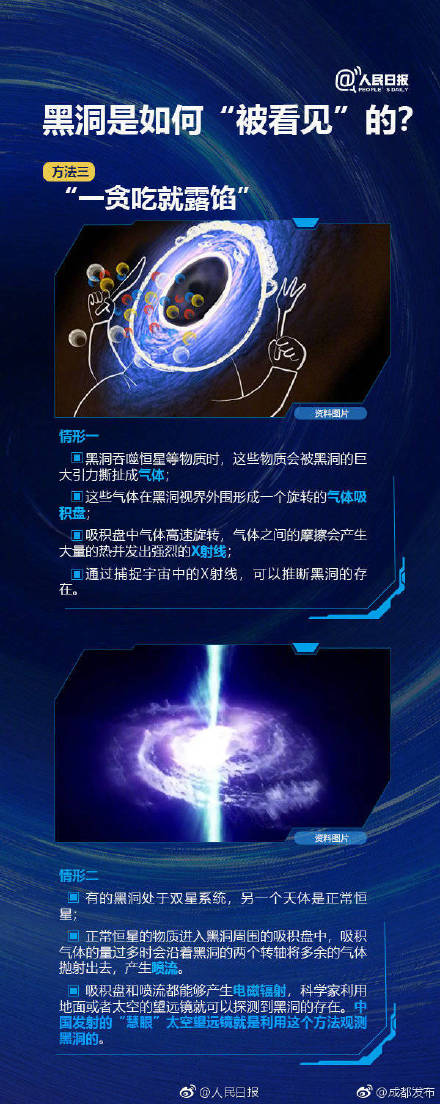 @人民日报
PEOPLE'S DAILY
黑洞是如何“被看见”的？
方法三
“一贪吃就露馅”
资料图片
情形一
黑洞吞噬恒星等物质时，这些物质会被黑洞的巨
大引力撕扯成气体；
这些气体在黑洞视界外围形成一个旋转的气体吸
积盘；
吸积盘中气体高速旋转，气体之间的摩擦会产生
大量的热并发出强烈的X射线；
通过捕捉宇宙中的X射线，可以推断黑洞的存
在。
资料图片
情形二
有的黑洞处于双星系统，另一个天体是正常恒
星；
正常恒星的物质进入黑洞周围的吸积盘中，吸积
气体的量过多时会沿着黑洞的两个转轴将多余的气体
抛射出去，产生喷流。
吸积盘和喷流都能够产生电磁辐射，科学家利用
地面或者太空的望远镜就可以探测到黑洞的存在。中
国发射的“慧眼”太空望远镜就是利用这个方法观测
黑洞的。
@人民日报
@成都发布